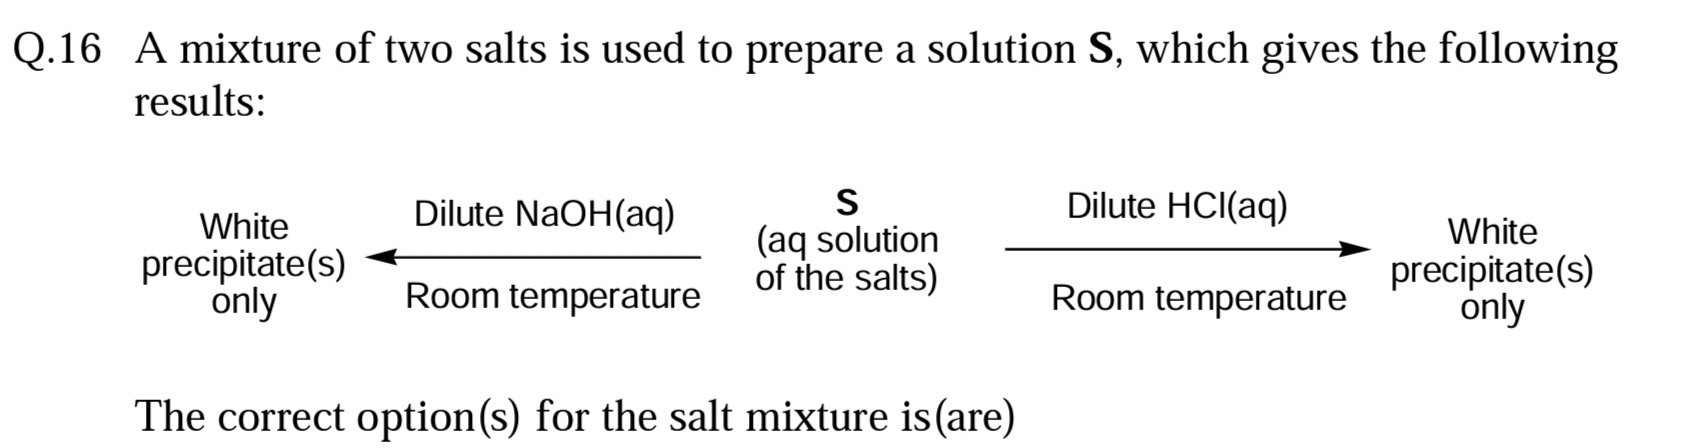 Q.16 A mixture of two salts is used to prepare a solution S, which gives the following
results:
White
precipitate(s)
only
Dilute NaOH(aq)
Room temperature
S
(aq solution
of the salts)
Dilute HCl(aq)
Room temperature
White
precipitate(s)
only
The correct option(s) for the salt mixture is(are)